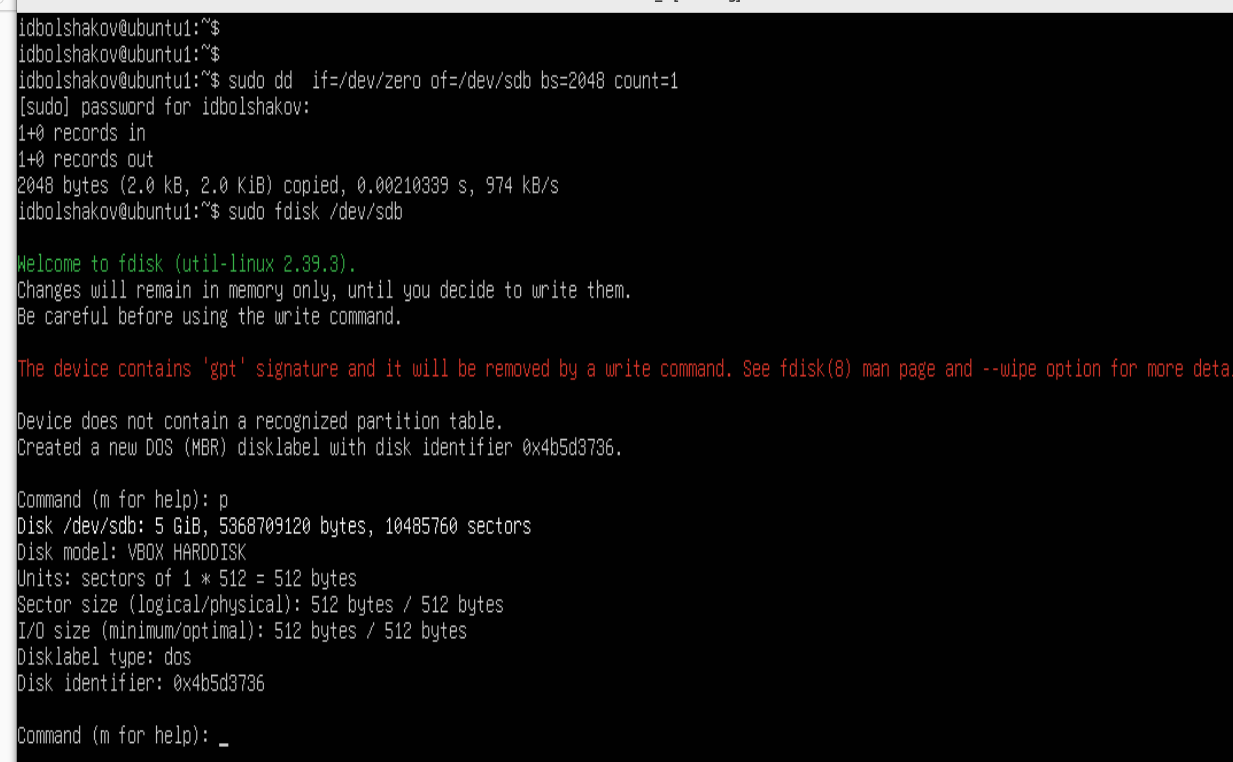 idbolshakov@ubuntu1:~$
idbolshakov@ubuntu1:~$
idbolshakov@ubuntu1:~$ sudo dd  if=/dev/zero of=/dev/sdb bs=2048 count=1
[sudo] password for idbolshakov:
1+0 records in
1+0 records out
2048 bytes (2.0 kB, 2.0 KiB) copied, 0.00210339 s, 974 kB/s
idbolshakov@ubuntu1:~$ sudo fdisk /dev/sdb
Welcome to fdisk (util-linux 2.39.3).
Changes will remain in memory only, until you decide to write them.
Be careful before using the write command.
The device contains 'gpt' signature and it will be removed by a write command. See fdisk(8) man page and --wipe option for more deta
Device does not contain a recognized partition table.
Created a new DOS (MBR) disklabel with disk identifier 0x4b5d3736.
Command (m for help): p
Disk /dev/sdb: 5 GiB, 5368709120 bytes, 10485760 sectors
Disk model: VBOX HARDDISK
Units: sectors of 1 * 512 = 512 bytes
Sector size (logical/physical): 512 bytes / 512 bytes
I/O size (minimum/optimal): 512 bytes / 512 bytes
Disklabel type: dos
Disk identifier: 0x4b5d3736
Command (m for help): _